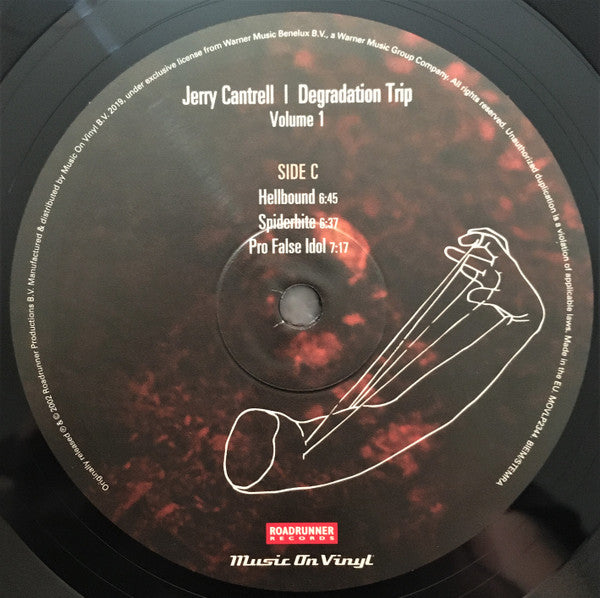 Originally released ℗ & © 2002 Roadrunner Productions B.V. Manufactured & distributed by Music On Vinyl B.V. 2019, under exclusive license from Warner Music Benelux B.V., a Warner Music Group Company. All rights reserved. Unauthorized duplication is a violation of applicable laws. Made in the EU. MOVLP2344. BIEM/STEMRA
Jerry Cantrell | Degradation Trip
Volume 1
SIDE C
Hellbound 6:45
Spiderbite 6:37
Pro False Idol 7:17
ROADRUNNER
RECORDS
Music On Vinyl